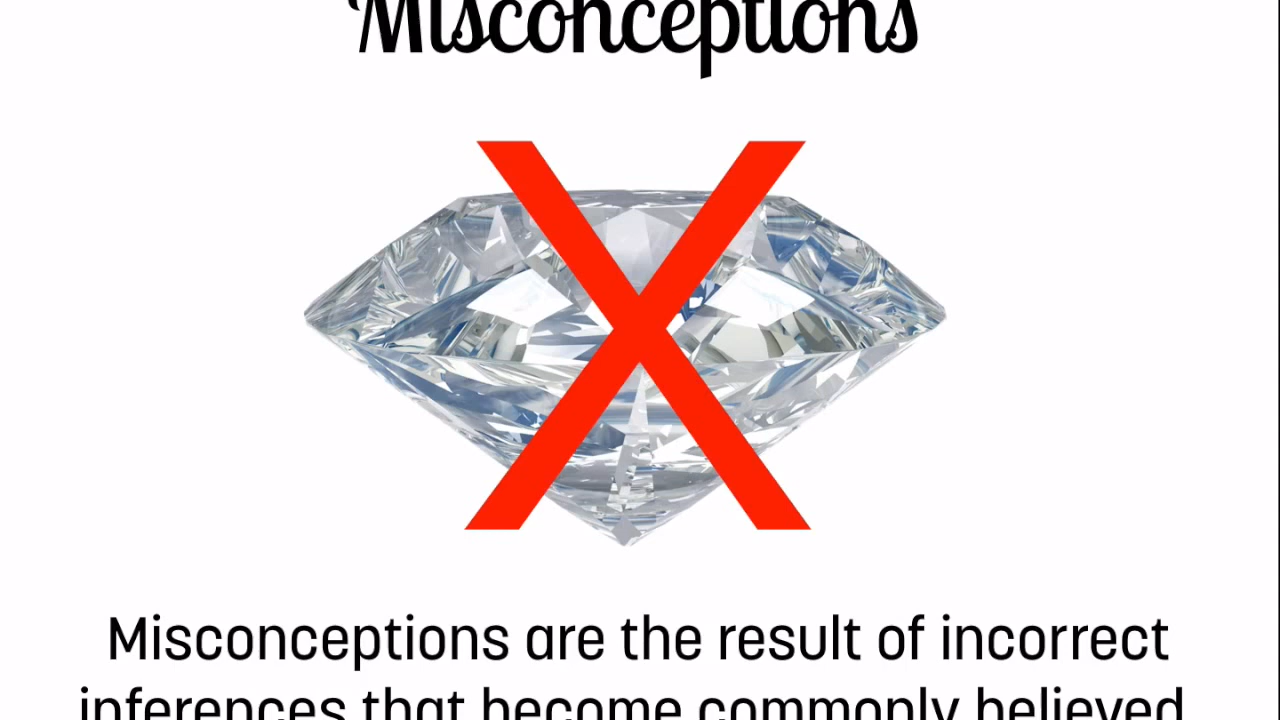 Misconceptions
X
Misconceptions are the result of incorrect
inferences that become commonly believed